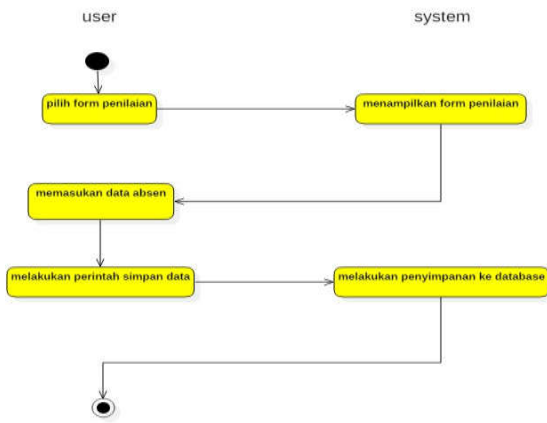 user
system
pilih form penilaian
menampilkan form penilaian
memasukan data absen
melakukan perintah simpan data
melakukan penyimpanan ke database